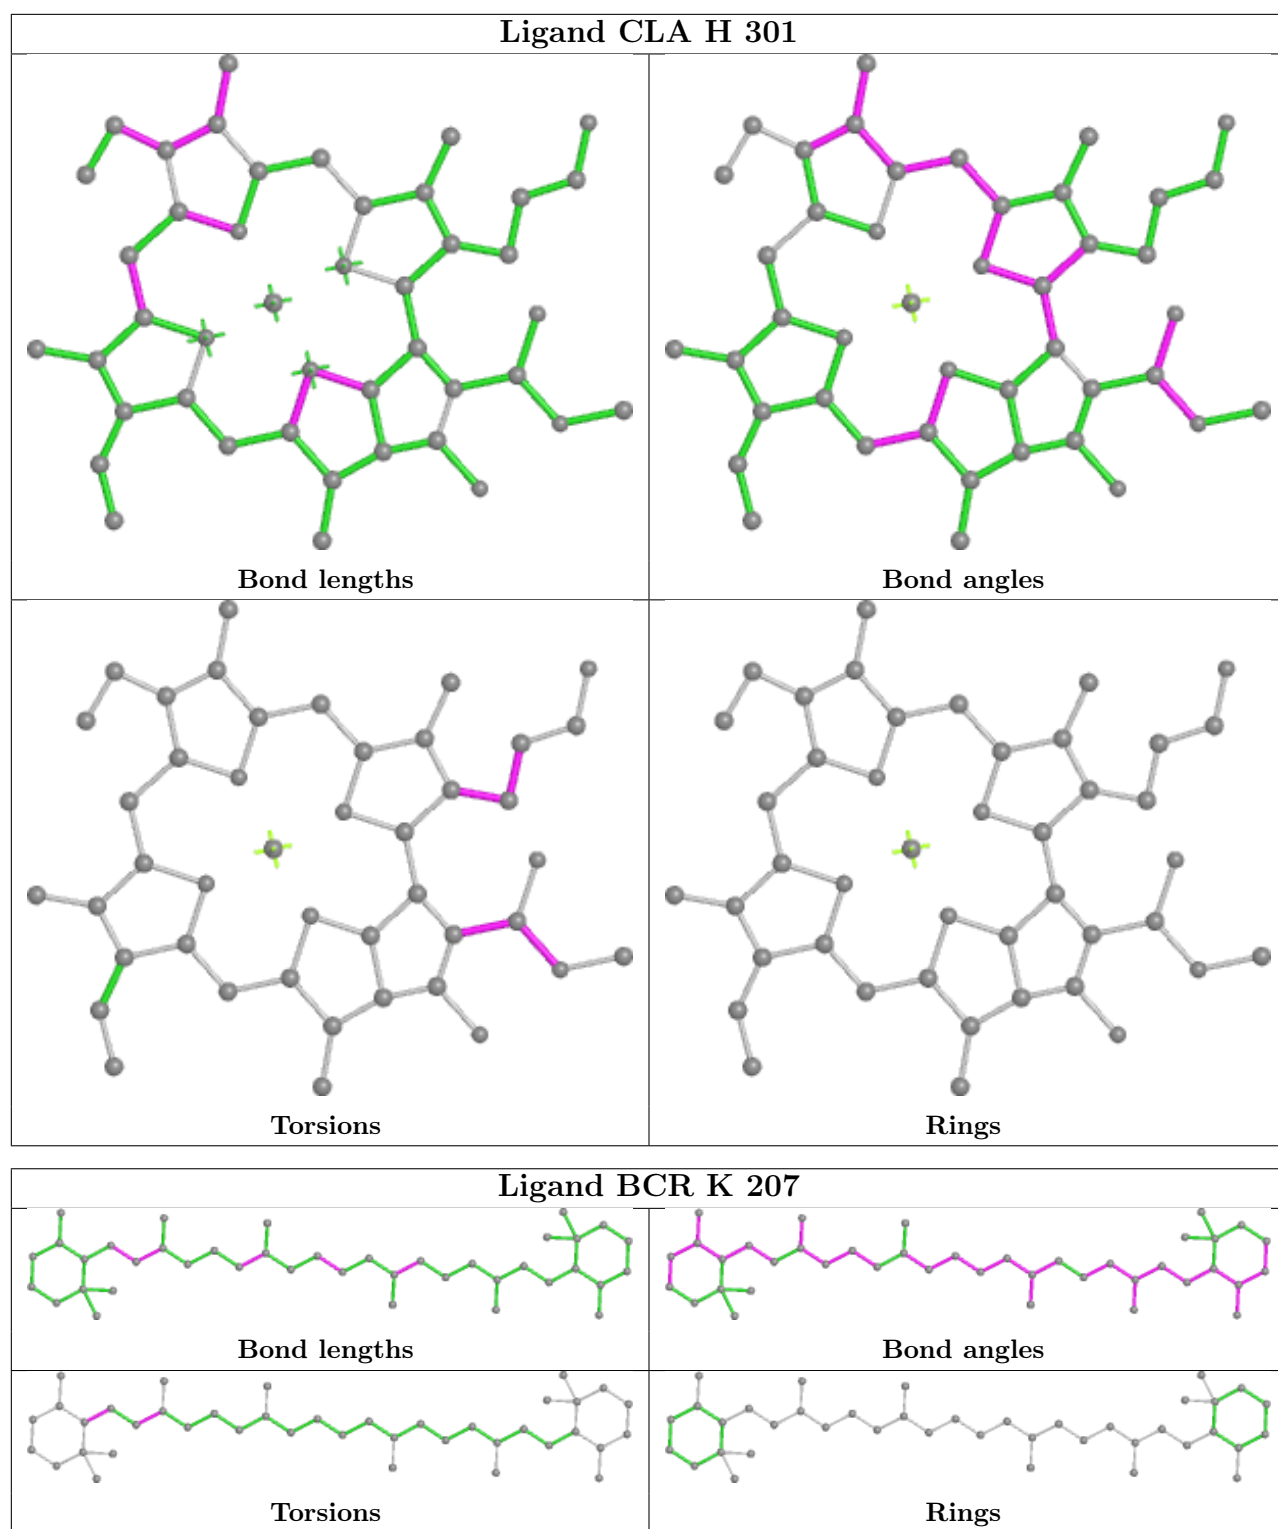 Ligand CLA H 301
Bond lengths
Bond angles
Torsions
Rings
Ligand BCR K 207
Bond lengths
Bond angles
Torsions
Rings